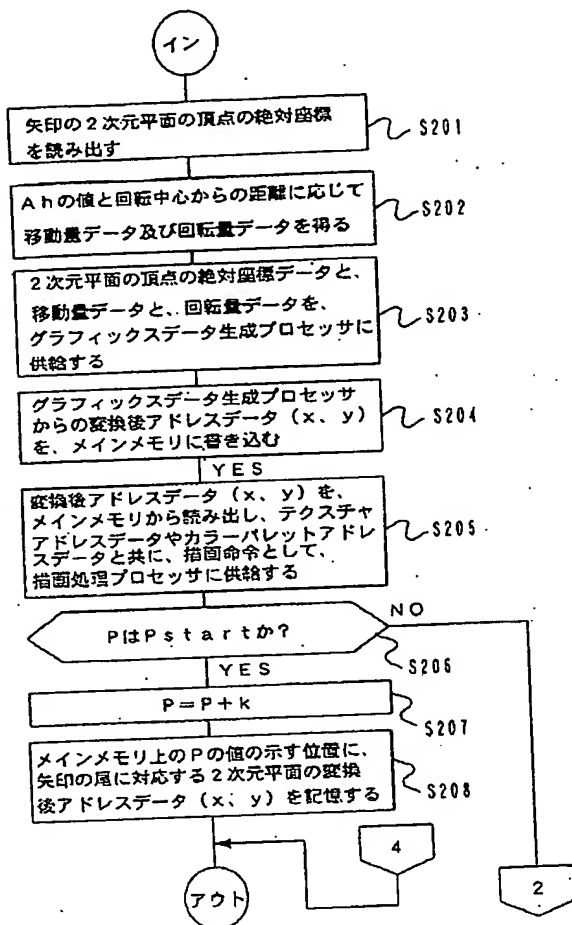 イン
矢印の2次元平面の頂点の絶対座標
を読み出す
S201
Ahの値と回転中心からの距離に応じて
移動量データ及び回転量データを得る
S202
2次元平面の頂点の絶対座標データと、
移動量データと、回転量データを、
グラフィックスデータ生成プロセッサに
供給する
S203
グラフィックスデータ生成プロセッサ
からの変換後アドレスデータ(x、y)
を、メインメモリに書き込む
S204
YES
変換後アドレスデータ(x、y)を、
メインメモリから読み出し、テクスチャ
アドレスデータやカラーパレットアドレ
スデータと共に、描画命令として、
描画処理プロセッサに供給する
S205
PはPstartか?
NO
S206
YES
P=P+k
S207
メインメモリ上のPの値の示す位置に、
矢印の尾に対応する2次元平面の変換
後アドレスデータ(x、y)を記憶する
S208
4
アウト
2